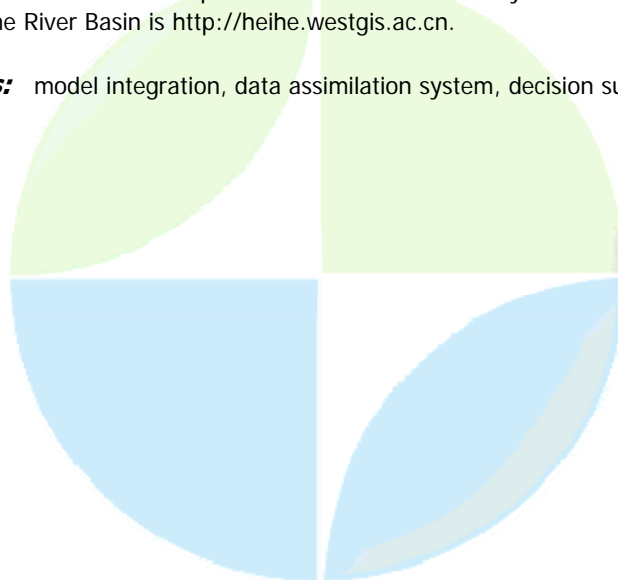 he River Basin is http://heihe.westgis.ac.cn.
s: model integration, data assimilation system, decision su